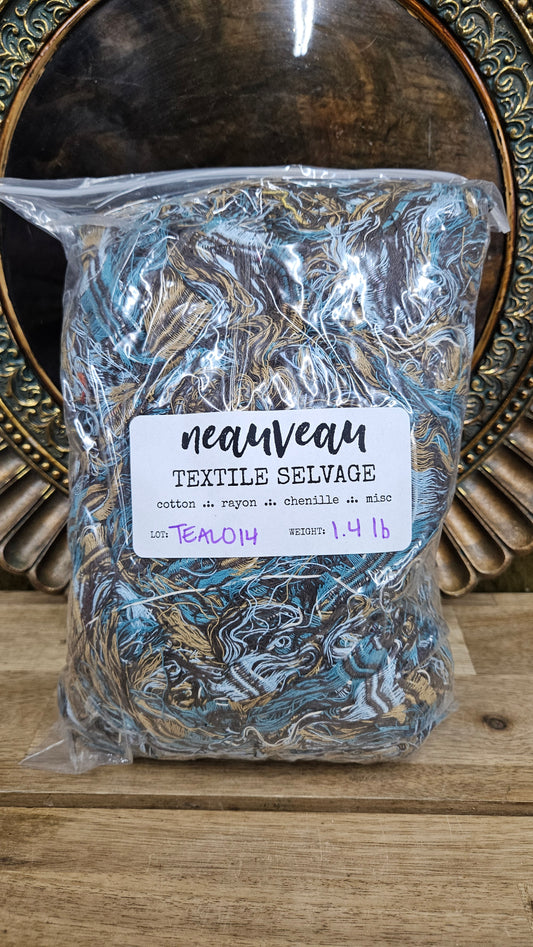 neauveau
TEXTILE SELVAGE
cotton .:. rayon .:. chenille .:. misc
LOT: TEAL014 WEIGHT: 1.4 lb